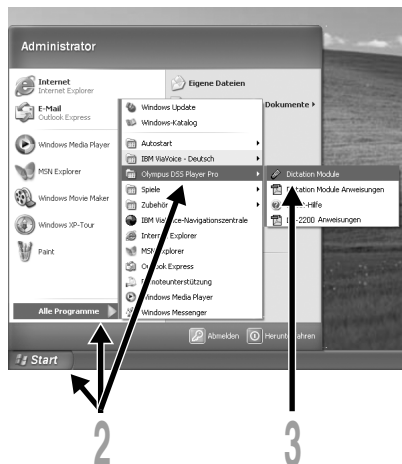 Administrator
Internet
Internet Explorer
E-Mail
Outlook Express
Windows Media Player
MSN Explorer
Windows Movie Maker
Windows XP-Tour
Paint
Alle Programme
Eigene Dateien
Dokumente
Windows Update
Windows-Katalog
Autostart
IBM ViaVoice - Deutsch
Olympus DSS Player Pro
Spiele
Zubehör
IBM ViaVoice-Navigationszentrale
Internet Explorer
MSN Explorer
Outlook Express
Remoteunterstützung
Windows Media Player
Windows Messenger
Dictation Module
Dictation Module Anweisungen
-Hilfe
-2200 Anweisungen
Abmelden
Herunterfahren
Start
2
3